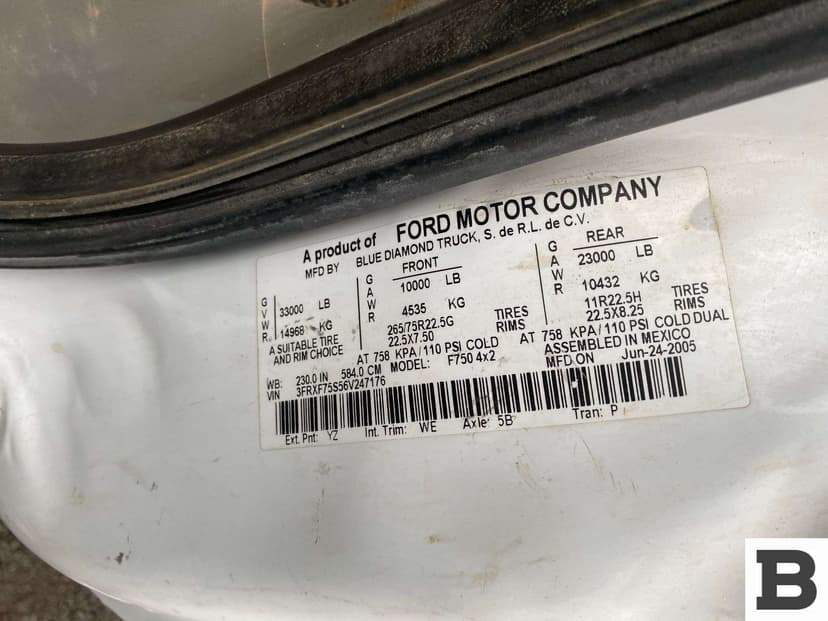 A product of FORD MOTOR COMPANY
MFD BY BLUE DIAMOND TRUCK, S. de R.L. de C.V.
GVWR 33000 LB
14968 KG
FRONT
GAWR 10000 LB
4535 KG
REAR
GAWR 23000 LB
10432 KG
A SUITABLE TIRE
AND RIM CHOICE
265/75R22.5G TIRES
22.5X7.50 RIMS
AT 758 KPA/110 PSI COLD
11R22.5H TIRES
22.5X8.25 RIMS
AT 758 KPA/110 PSI COLD DUAL
WB: 230.0 IN 584.0 CM MODEL: F750 4x2
ASSEMBLED IN MEXICO
VIN 3FRXF75S56V247176
MFD ON Jun-24-2005
Ext. Pnt: YZ Int. Trim: WE Axle: 5B Tran: P
B